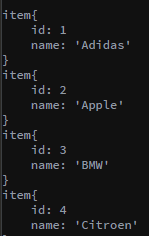 item{
    id: 1
    name: 'Adidas'
}
item{
    id: 2
    name: 'Apple'
}
item{
    id: 3
    name: 'BMW'
}
item{
    id: 4
    name: 'Citroen'
}